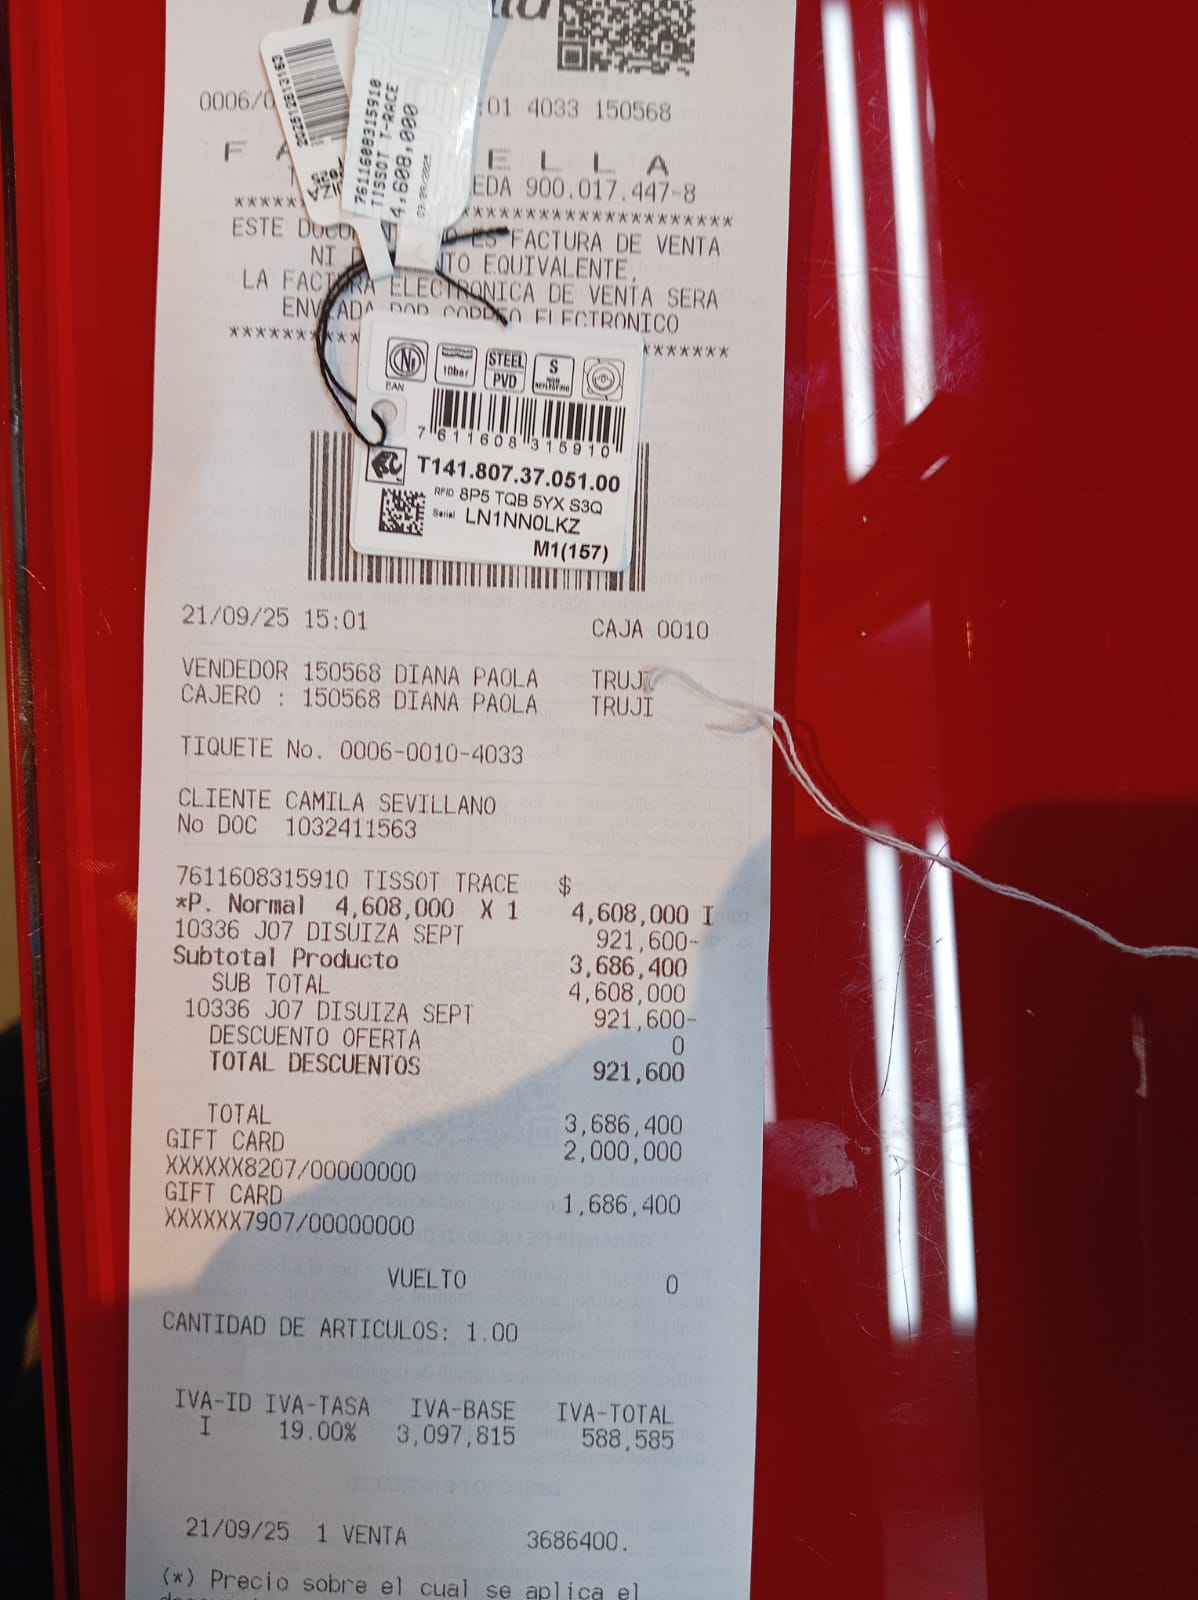 0006/0 :01 4033 150568
20251281313163
7611608315910
TISSOT T-RACE
4,608,000
F A ELLA
EDA 900.017.447-8
************************************
ESTE DOCU ES FACTURA DE VENTA
NI TO EQUIVALENTE.
LA FACTURA ELECTRONICA DE VENTA SERA
ENVIADA POR CORREO ELECTRONICO
10bar
STEEL
PVD
S
EAN
7 611608 315910
T141.807.37.051.00
RFID 8P5 TQB 5YX S3Q
Serial LN1NN0LKZ
M1(157)
21/09/25 15:01 CAJA 0010
VENDEDOR 150568 DIANA PAOLA TRUJI
CAJERO : 150568 DIANA PAOLA TRUJI
TIQUETE No. 0006-0010-4033
CLIENTE CAMILA SEVILLANO
No DOC 1032411563
7611608315910 TISSOT TRACE $
*P. Normal 4,608,000 X 1 4,608,000 I
10336 J07 DISUIZA SEPT 921,600-
Subtotal Producto 3,686,400
SUB TOTAL 4,608,000
10336 J07 DISUIZA SEPT 921,600-
DESCUENTO OFERTA 0
TOTAL DESCUENTOS 921,600
TOTAL 3,686,400
GIFT CARD 2,000,000
XXXXXX8207/00000000
GIFT CARD 1,686,400
XXXXXX7907/00000000
VUELTO 0
CANTIDAD DE ARTICULOS: 1.00
IVA-ID IVA-TASA IVA-BASE IVA-TOTAL
I 19.00% 3,097,815 588,585
21/09/25 1 VENTA 3686400.
(*) Precio sobre el cual se aplica el